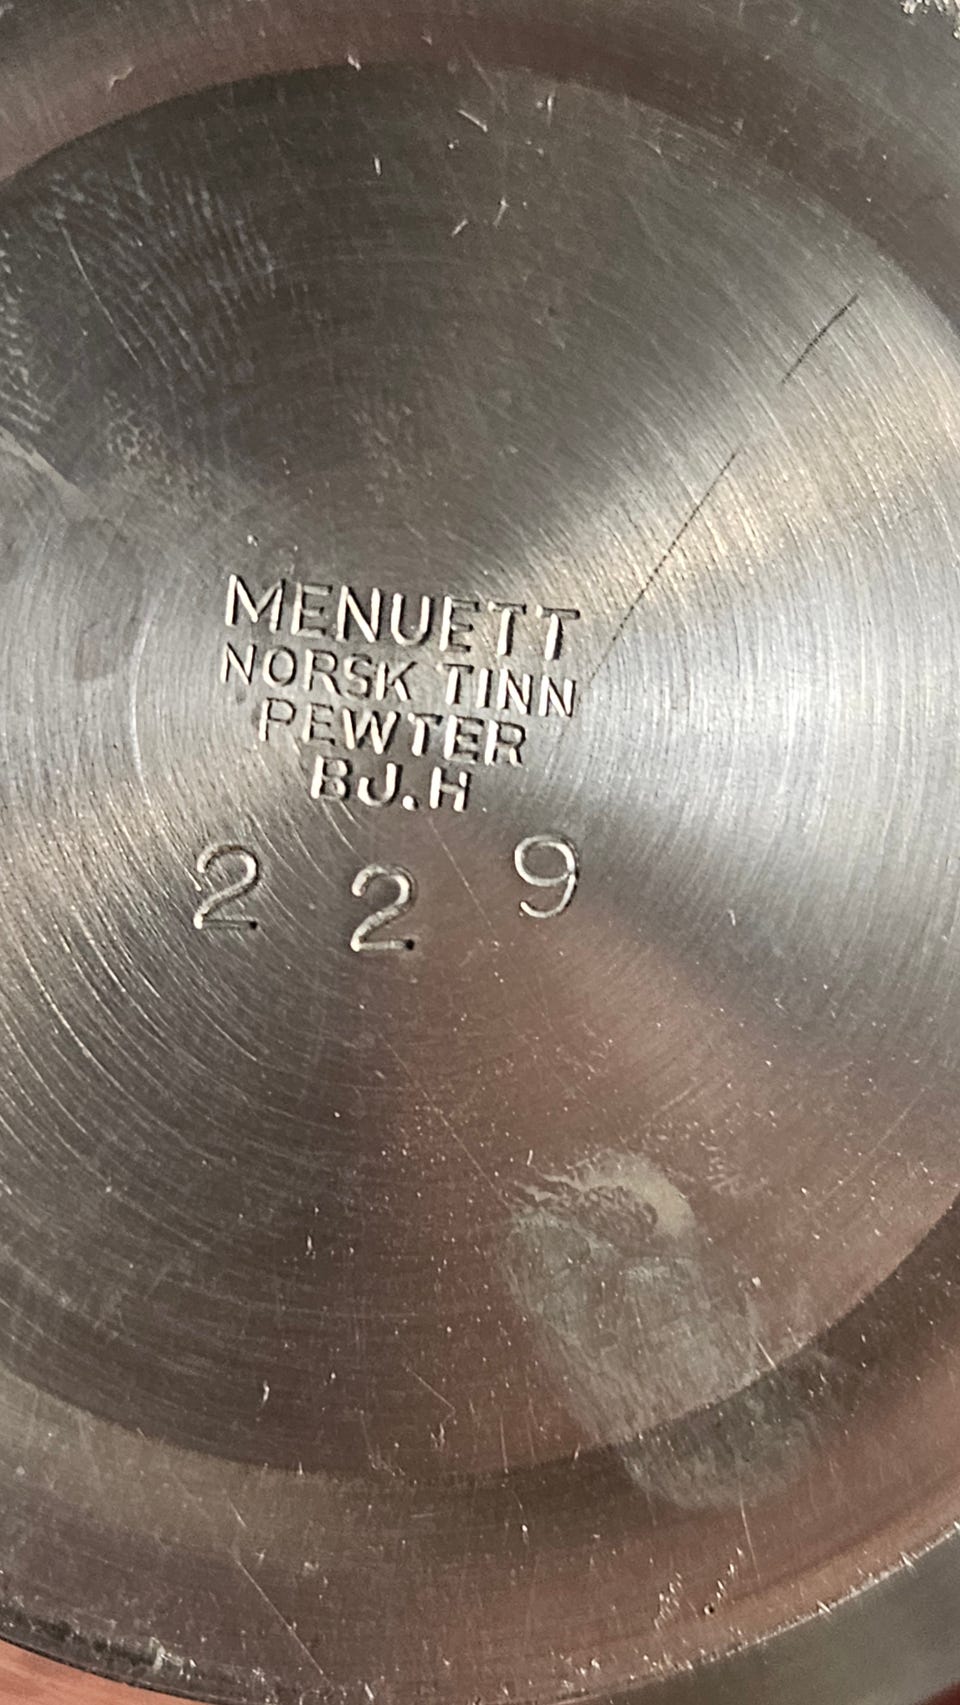 MENUETT
NORSK TINN
PEWTER
BJ.H
2 2 9